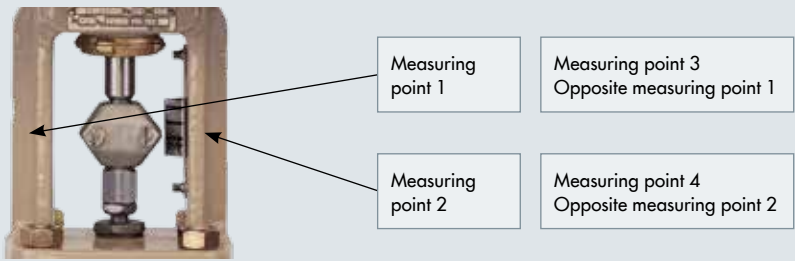 Measuring
point 1
Measuring point 3
Opposite measuring point 1
Measuring
point 2
Measuring point 4
Opposite measuring point 2